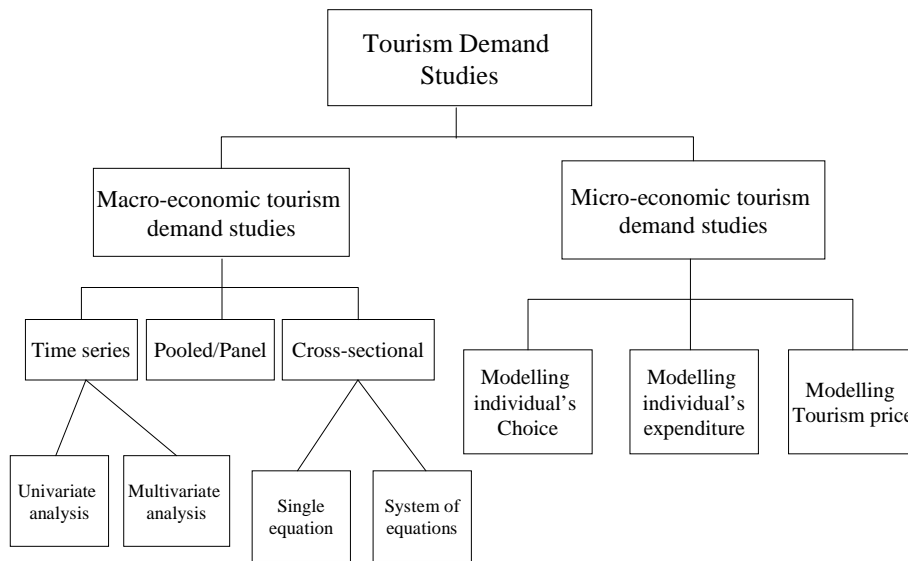 Tourism Demand
Studies
Macro-economic tourism
demand studies
Micro-economic tourism
demand studies
Time series
Pooled/Panel
Cross-sectional
Modelling
individual’s
Choice
Modelling
individual’s
expenditure
Modelling
Tourism price
Univariate
analysis
Multivariate
analysis
Single
equation
System of
equations